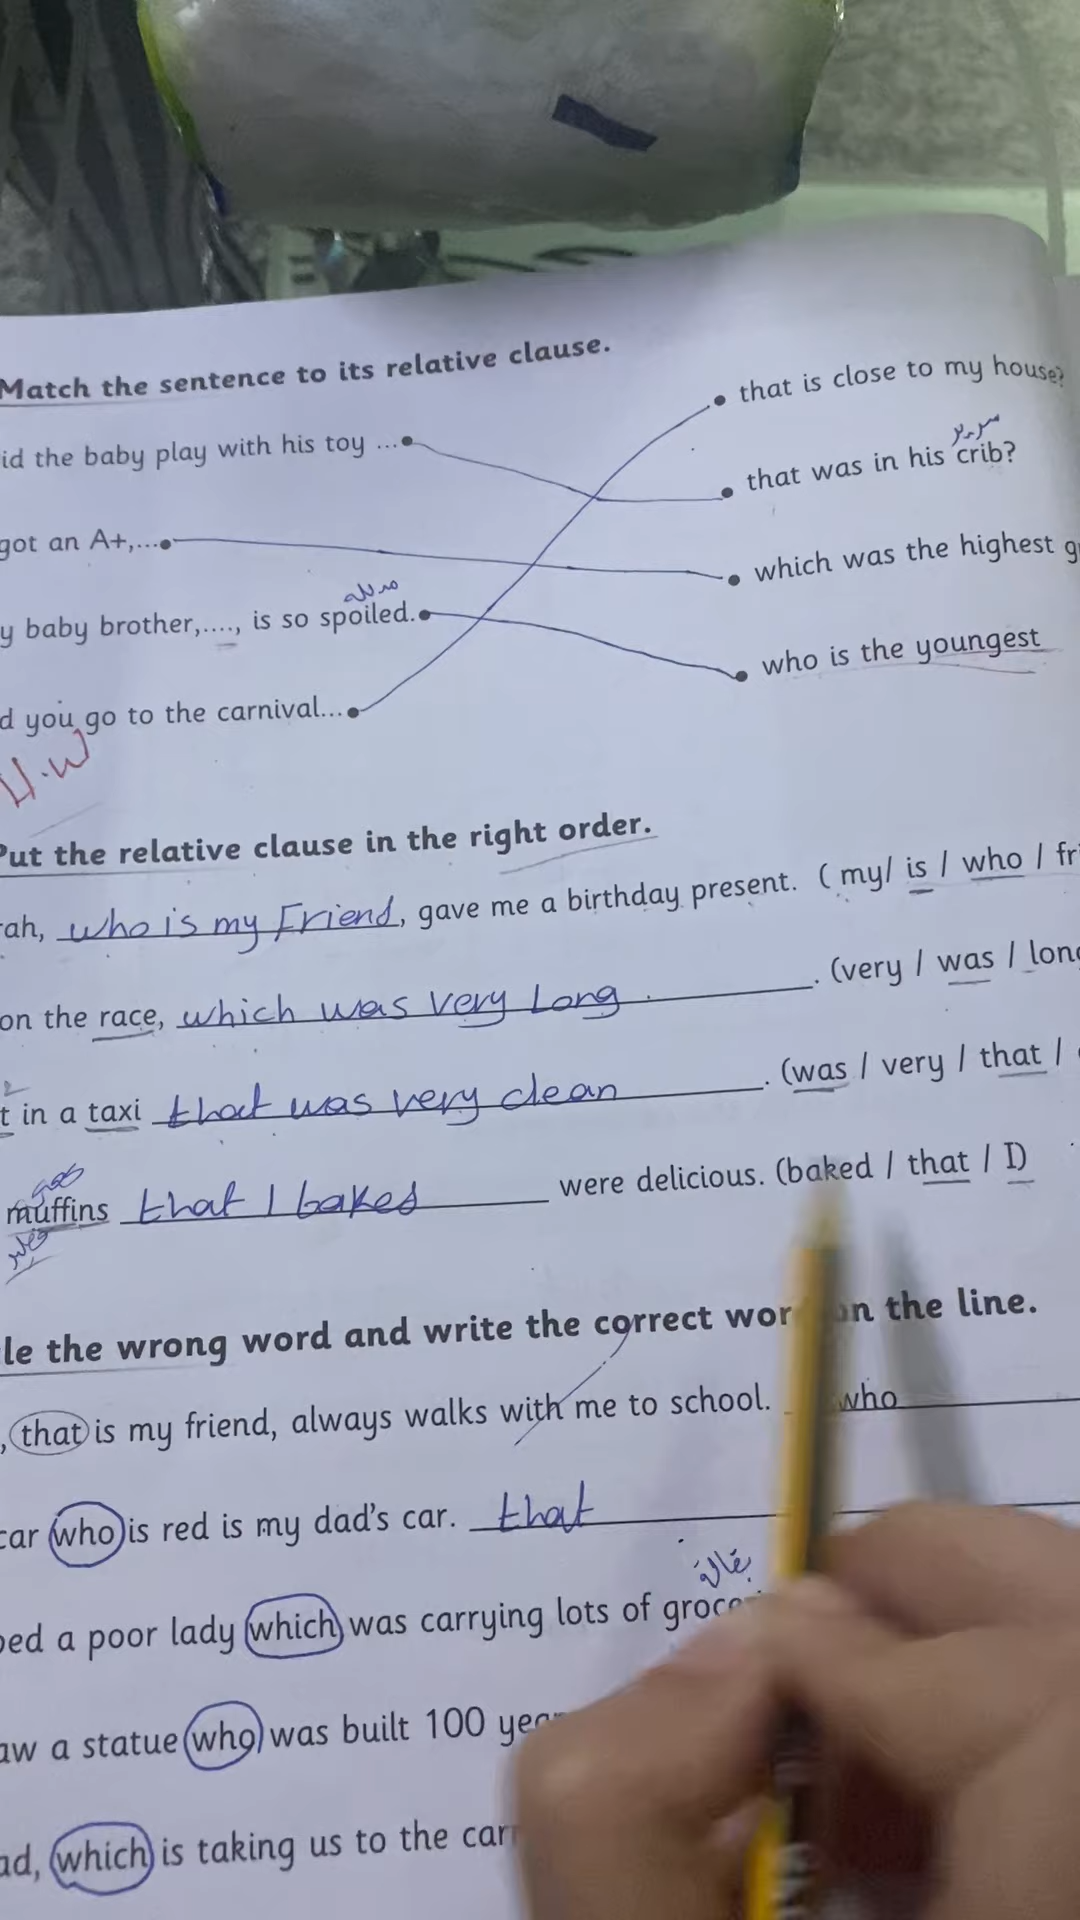 Match the sentence to its relative clause.
id the baby play with his toy ...
that is close to my house?
سرير
that was in his crib?
got an A+,...
which was the highest g
مدلله
y baby brother,...., is so spoiled.
who is the youngest
d you go to the carnival...
H.W
Put the relative clause in the right order.
rah, who is my Friend, gave me a birthday present. ( my/ is / who / fri
on the race, which was very Long. (very / was / long
t in a taxi that was very clean. (was / very / that /
muffins that I baked were delicious. (baked / that / I)
le the wrong word and write the correct wor on the line.
, that is my friend, always walks with me to school. who
car who is red is my dad's car. that
بقالة
ped a poor lady which was carrying lots of groce
aw a statue who was built 100 yea
ad, which is taking us to the car